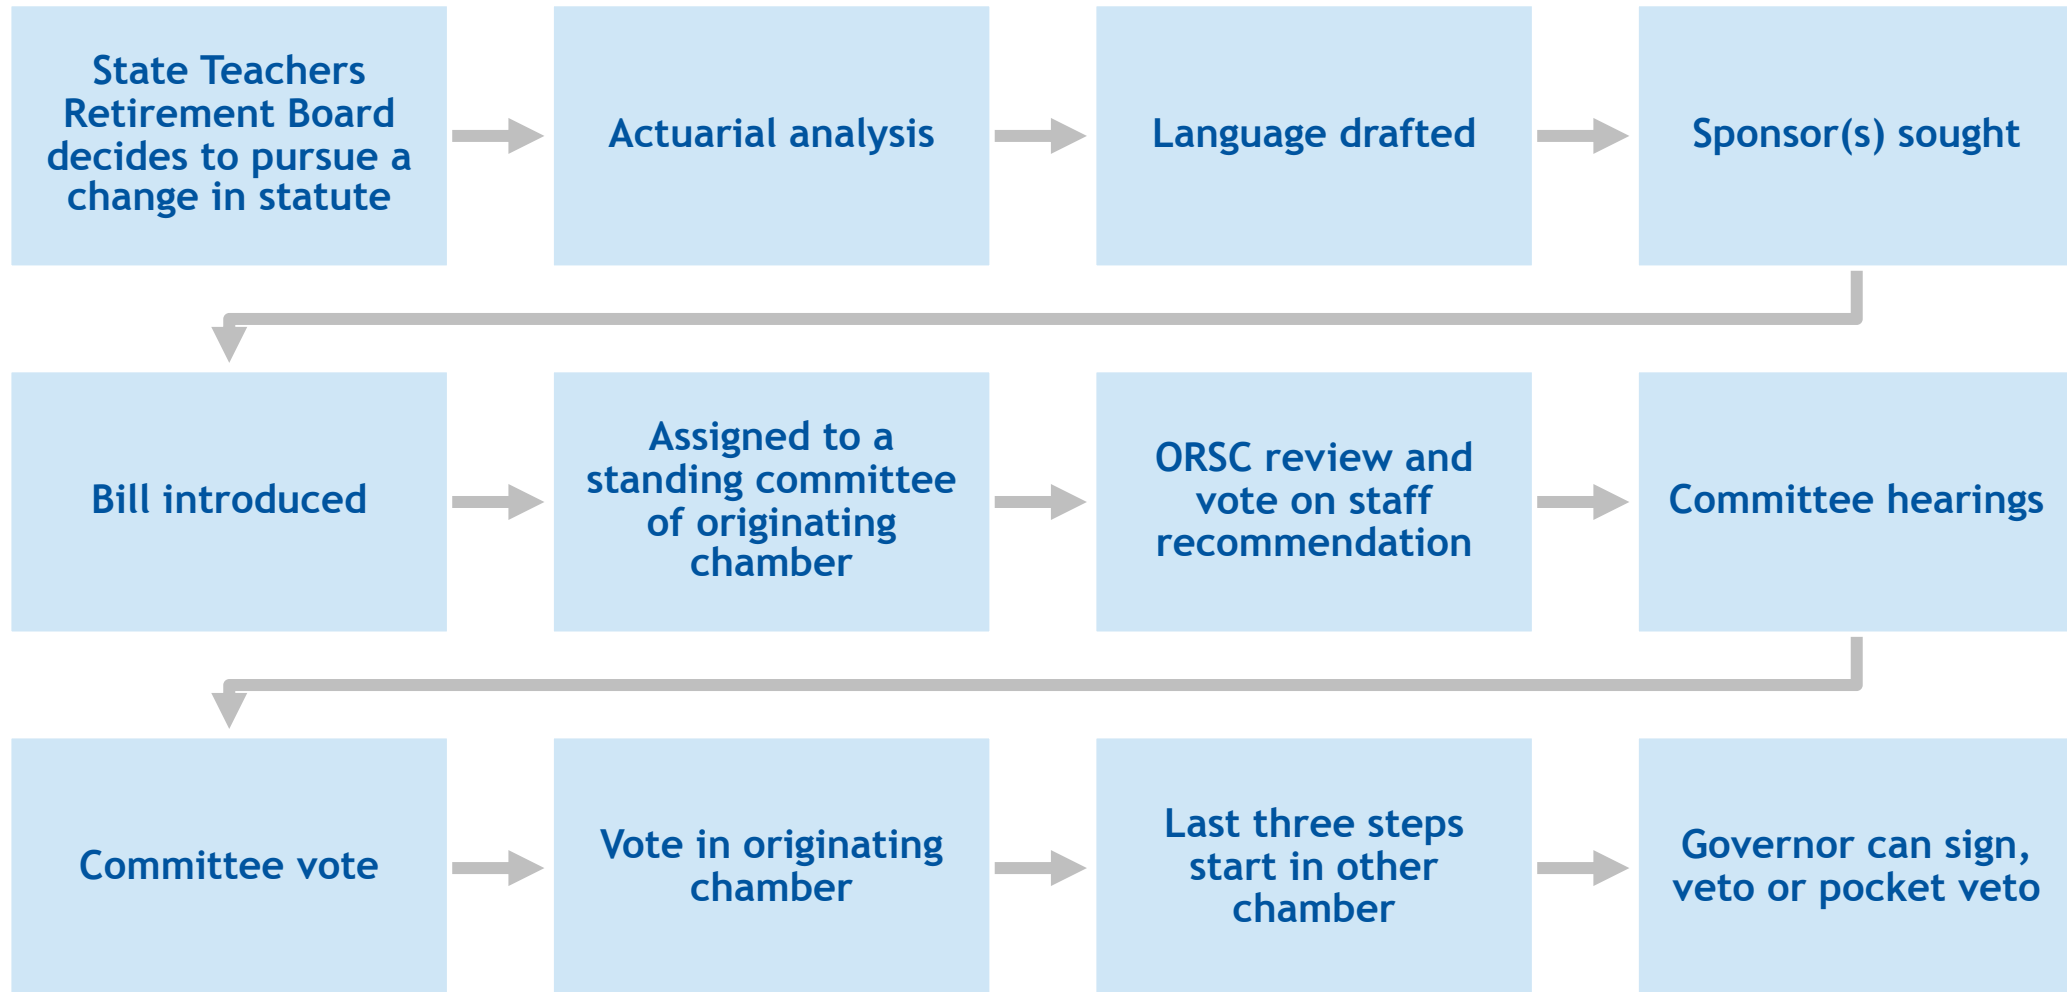 State Teachers
Retirement Board
decides to pursue a
change in statute
Actuarial analysis
Language drafted
Sponsor(s) sought
Bill introduced
Assigned to a
standing committee
of originating
chamber
ORSC review and
vote on staff
recommendation
Committee hearings
Committee vote
Vote in originating
chamber
Last three steps
start in other
chamber
Governor can sign,
veto or pocket veto